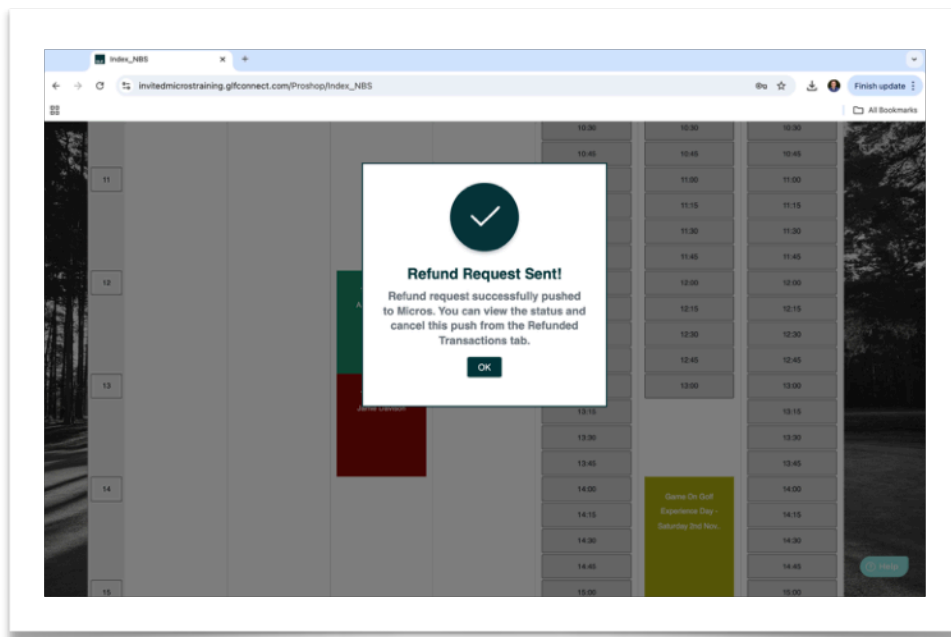 Index_NBS
invitedmicrostraining.glfconnect.com/Proshop/Index_NBS
Finish update
All Bookmarks
10:30 10:30 10:30
10:45 10:45 10:45
11 11:00 11:00
11:15 11:15
11:30 11:30
11:45 11:45
12 12:00 12:00
12:15 12:15
12:30 12:30
12:45 12:45
13 13:00 13:00
Refund Request Sent!
Refund request successfully pushed
to Micros. You can view the status and
cancel this push from the Refunded
Transactions tab.
OK
Jamie Davison
13:15 13:15
13:30 13:30
13:45 13:45
14 14:00 14:00
Game On Golf
Experience Day -
Saturday 2nd Nov.
14:15 14:15
14:30 14:30
14:45 14:45
Help
15 15:00 15:00